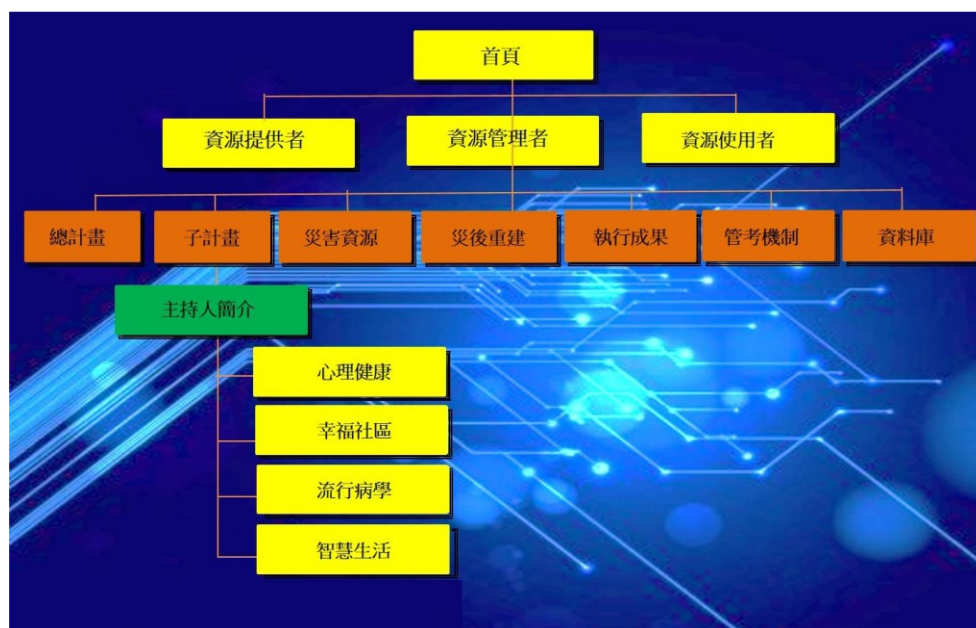 首頁
資源提供者
資源管理者
資源使用者
總計畫
子計畫
災害資源
災後重建
執行成果
管考機制
資料庫
主持人簡介
心理健康
幸福社區
流行病學
智慧生活